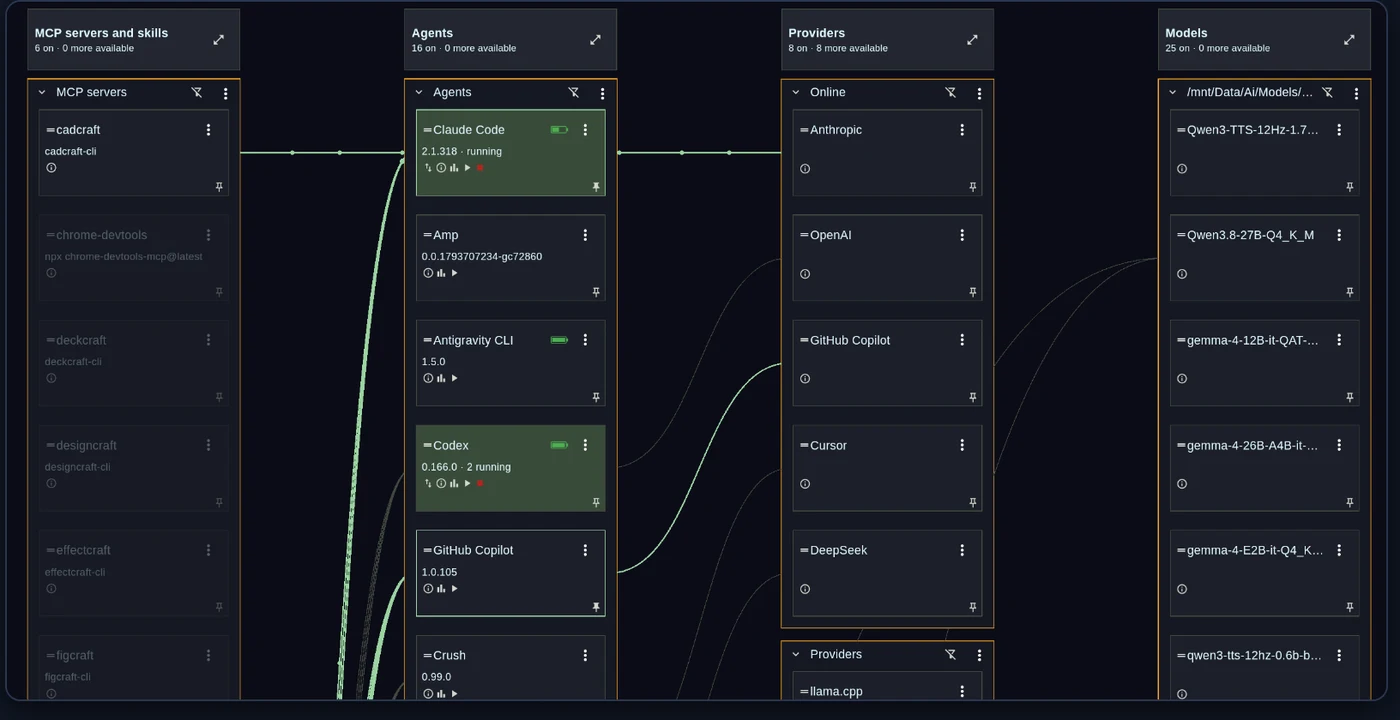 MCP servers and skills
6 on · 0 more available
MCP servers
cadcraft
cadcraft-cli
chrome-devtools
npx chrome-devtools-mcp@latest
deckcraft
deckcraft-cli
designcraft
designcraft-cli
effectcraft
effectcraft-cli
figcraft
figcraft-cli
Agents
16 on · 0 more available
Agents
Claude Code
2.1.318 · running
Amp
0.0.1793707234-gc72860
Antigravity CLI
1.5.0
Codex
0.166.0 · 2 running
GitHub Copilot
1.0.105
Crush
0.99.0
Providers
8 on · 8 more available
Online
Anthropic
OpenAI
GitHub Copilot
Cursor
DeepSeek
Providers
llama.cpp
Models
25 on · 0 more available
/mnt/Data/Ai/Models/...
Qwen3-TTS-12Hz-1.7...
Qwen3.8-27B-Q4_K_M
gemma-4-12B-it-QAT-...
gemma-4-26B-A4B-it-...
gemma-4-E2B-it-Q4_K...
qwen3-tts-12hz-0.6b-b...